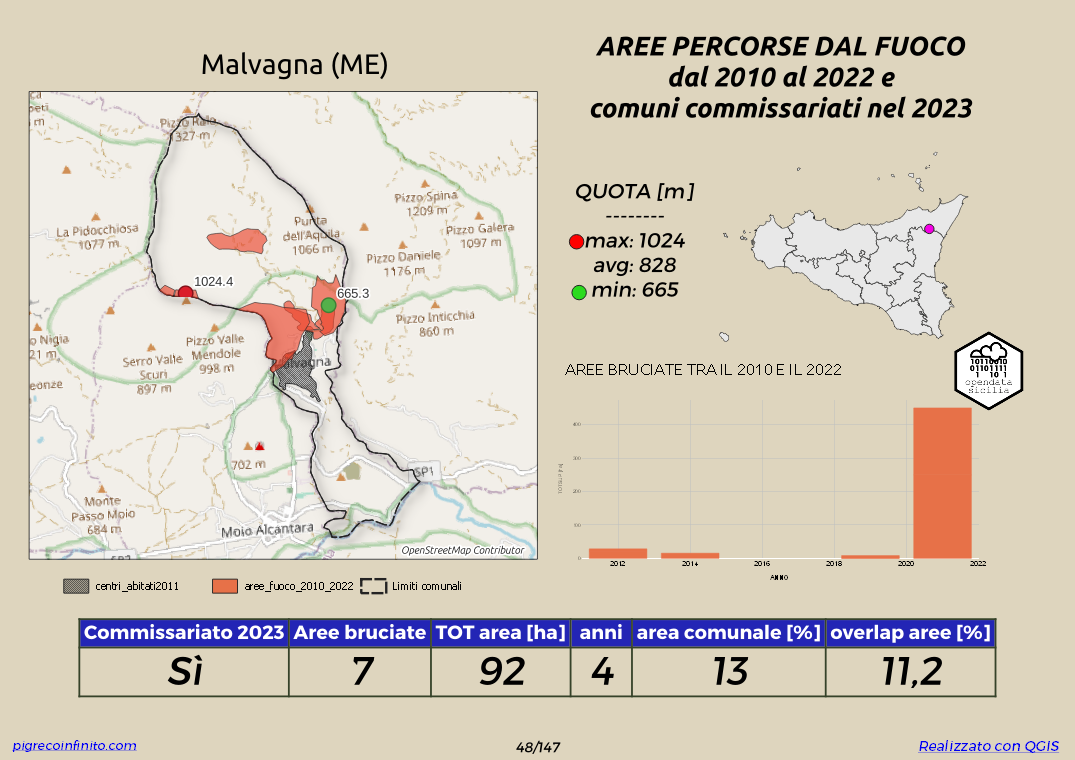 Malvagna (ME)
AREE PERCORSE DAL FUOCO
dal 2010 al 2022 e
comuni commissariati nel 2023
Pizzo Rale
1327 m
Pizzo Spina
1209 m
La Pidocchiosa
1077 m
Punta
dell'Aquila
1066 m
Pizzo Galera
1097 m
Pizzo Daniele
1176 m
1024.4
665.3
Pizzo Inticchia
860 m
o Nigia
21 m
Pizzo Valle
Mendole
998 m
Serro Valle
Scuri
897 m
Malvagna
eonze
702 m
SP1
Monte
Passo Moio
684 m
Moio Alcantara
OpenStreetMap Contributor
QUOTA [m]
--------
max: 1024
avg: 828
min: 665
10110010
01101111
1 10 1
opendata
sicilia
AREE BRUCIATE TRA IL 2010 E IL 2022
400
300
200
100
0
2012
2014
2016
2018
2020
2022
ANNO
centri_abitati2011
aree_fuoco_2010_2022
Limiti comunali
Commissariato 2023 Aree bruciate TOT area [ha] anni area comunale [%] overlap aree [%]
Sì 7 92 4 13 11,2
pigrecoinfinito.com
48/147
Realizzato con QGIS